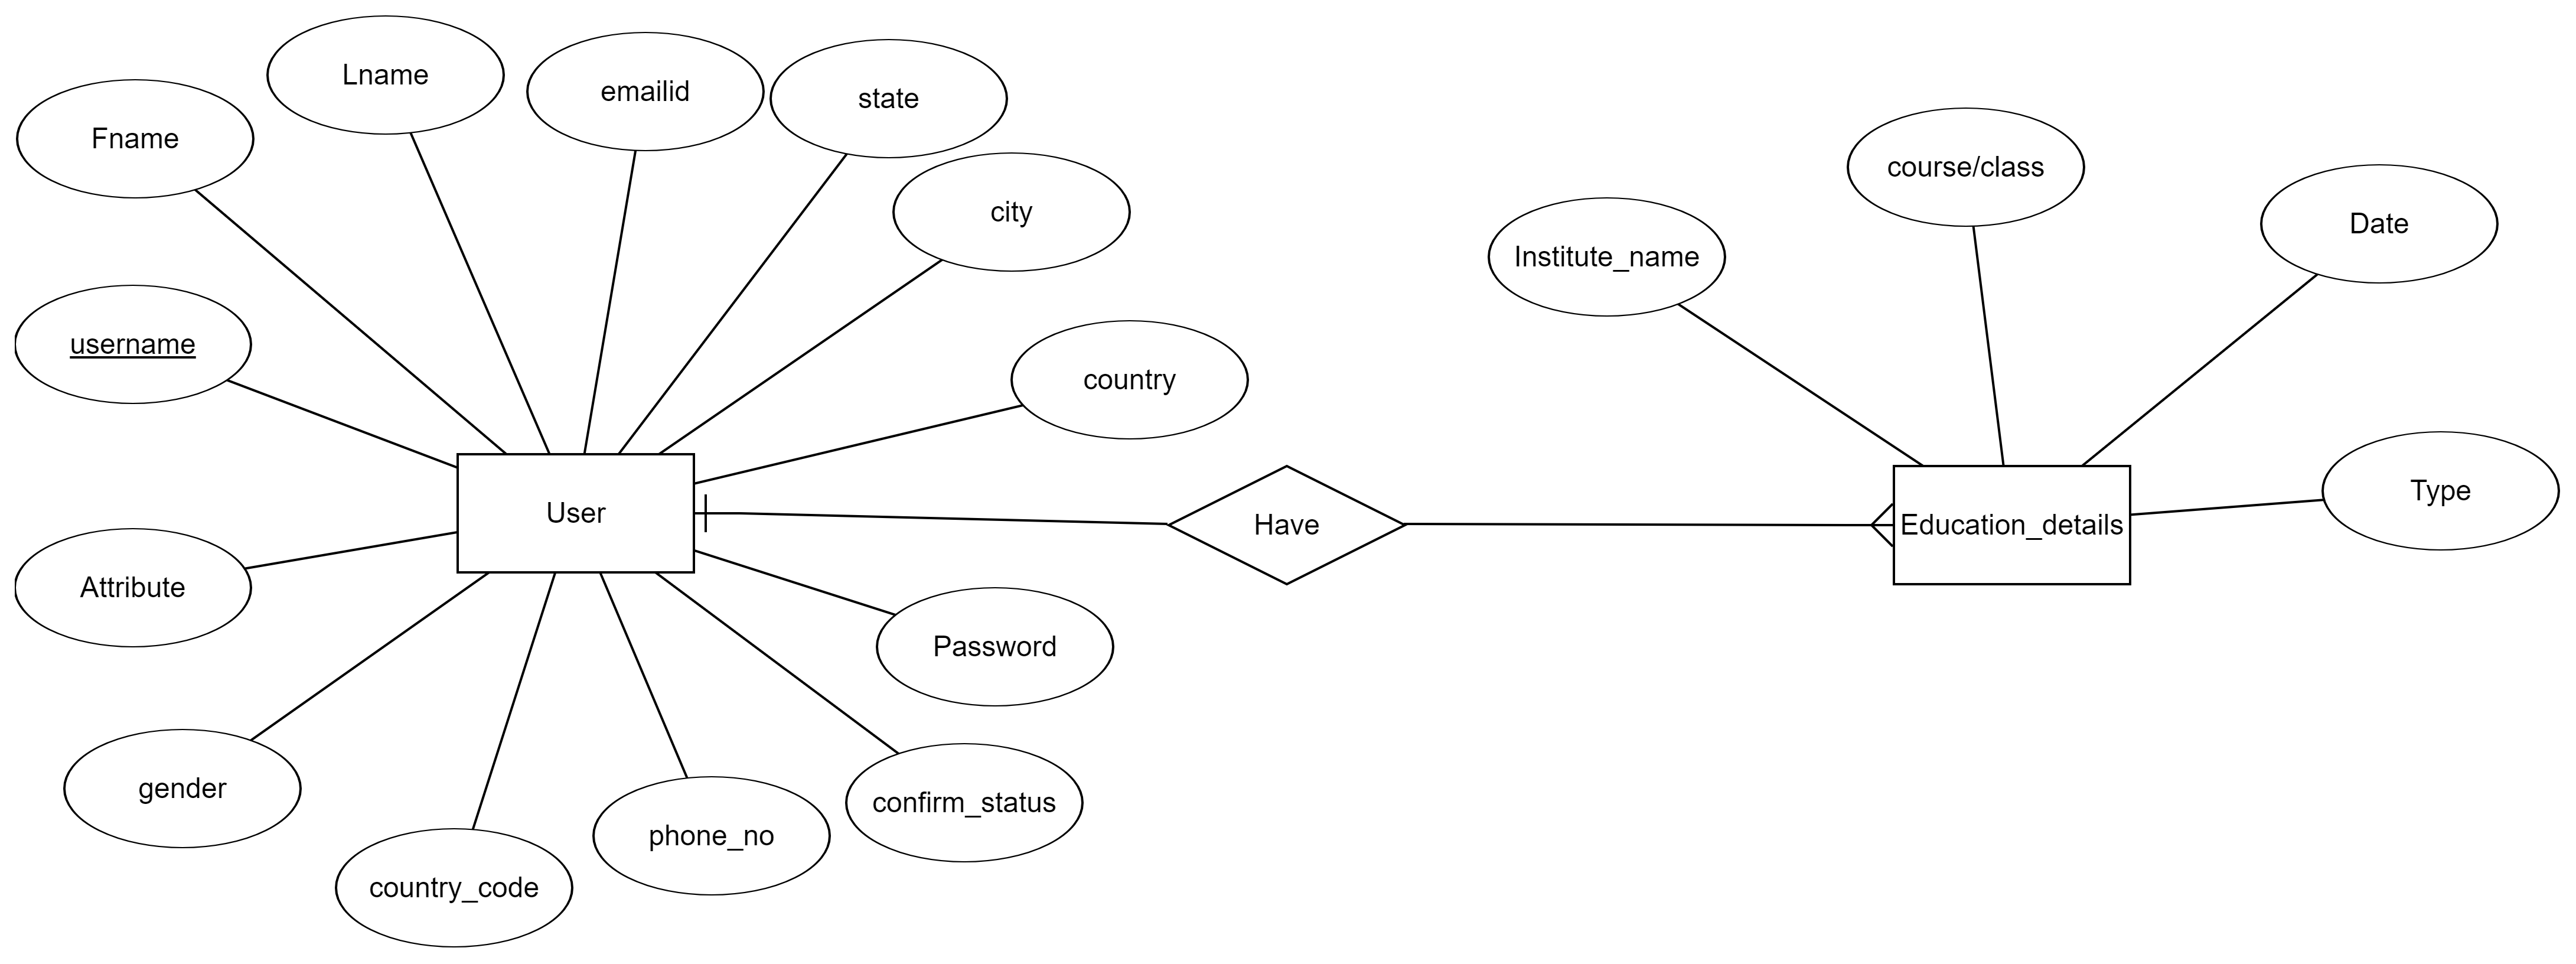 Lname
emailid
state
Fname
city
course/class
Date
Institute_name
username
country
Type
User
Have
Education_details
Attribute
Password
gender
confirm_status
phone_no
country_code